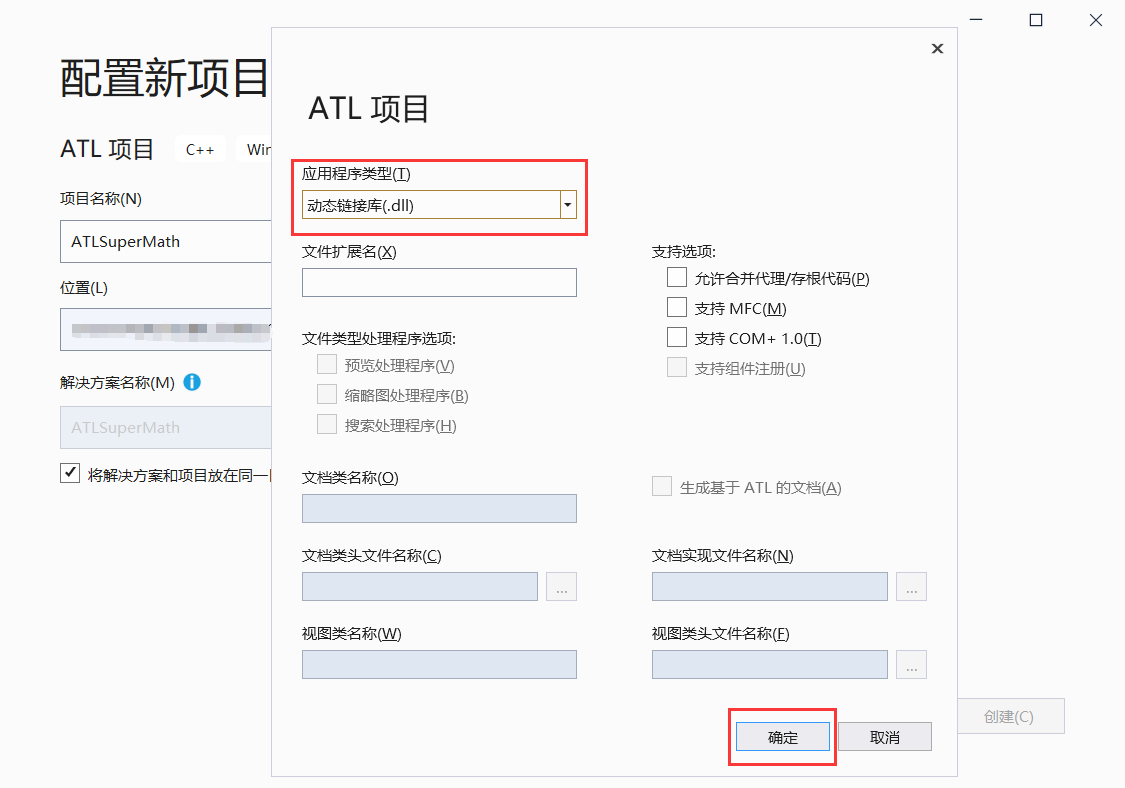 配置新项目
ATL 项目
C++
Win
项目名称(N)
ATLSuperMath
位置(L)
解决方案名称(M)
ATLSuperMath
将解决方案和项目放在同一
ATL 项目
应用程序类型(T)
动态链接库(.dll)
文件扩展名(X)
支持选项:
允许合并代理/存根代码(P)
支持 MFC(M)
支持 COM+ 1.0(T)
支持组件注册(U)
文件类型处理程序选项:
预览处理程序(V)
缩略图处理程序(B)
搜索处理程序(H)
文档类名称(O)
生成基于 ATL 的文档(A)
文档类头文件名称(C)
...
文档实现文件名称(N)
...
视图类名称(W)
视图类头文件名称(F)
...
确定
取消
创建(C)